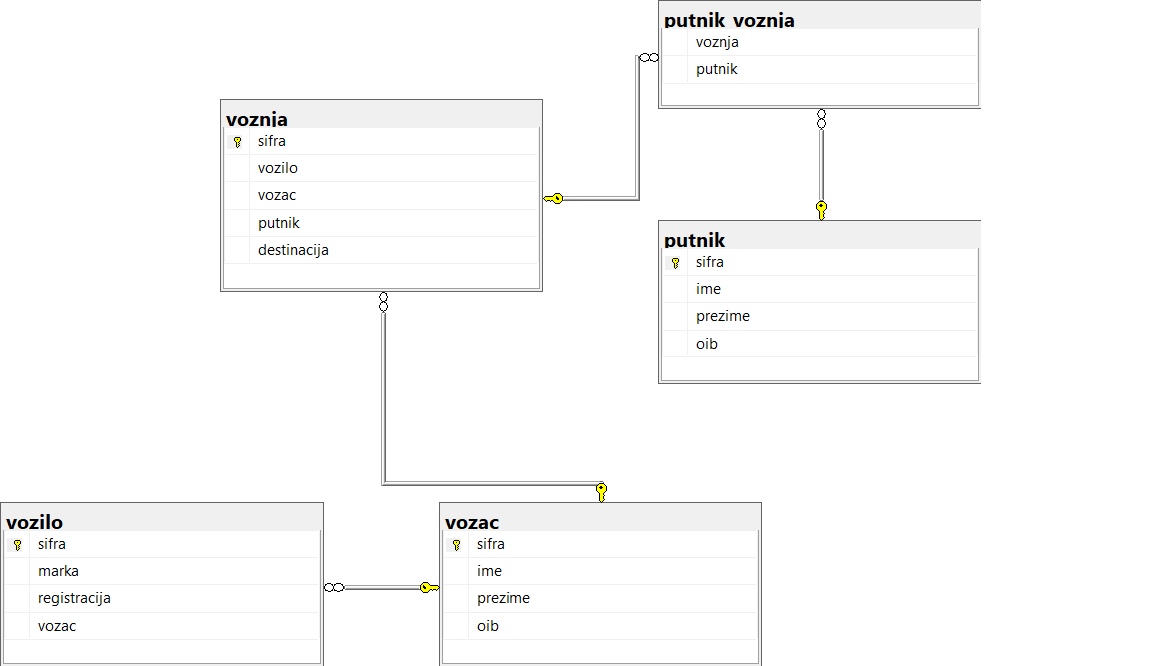 putnik_voznja
voznja
putnik
voznja
sifra
vozilo
vozac
putnik
destinacija
putnik
sifra
ime
prezime
oib
vozilo
sifra
marka
registracija
vozac
vozac
sifra
ime
prezime
oib